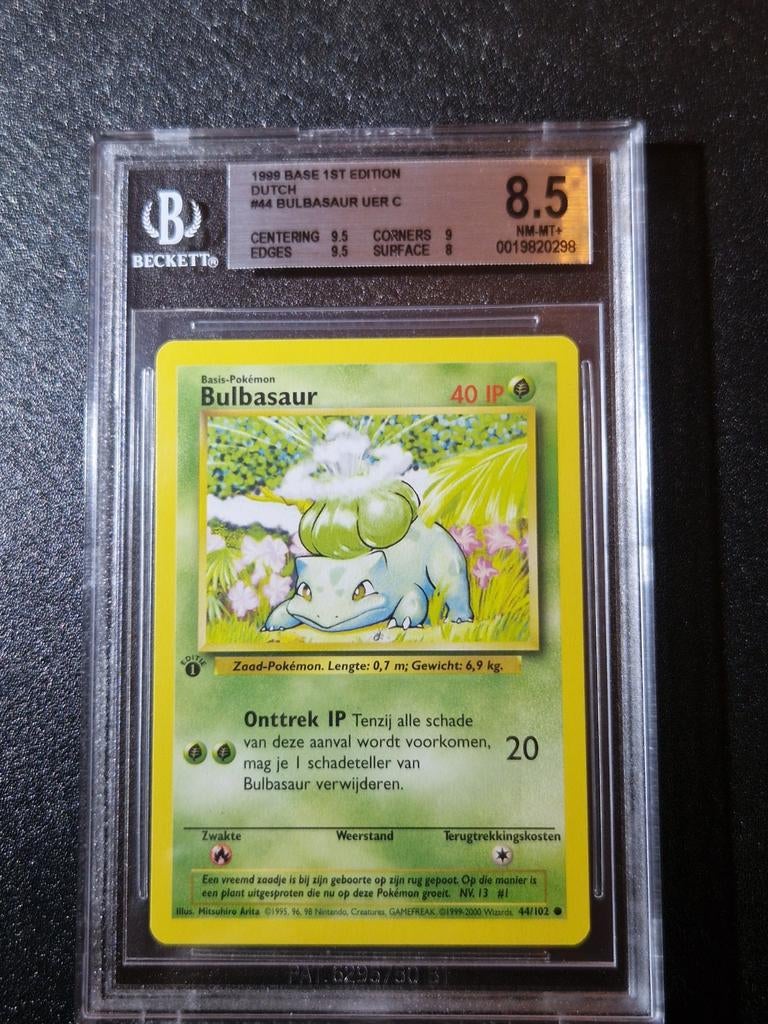 1999 BASE 1ST EDITION
DUTCH
#44 BULBASAUR UER C
CENTERING 9.5 CORNERS 9
EDGES 9.5 SURFACE 8
8.5
NM-MT+
0019820298
B
BECKETT®
Basis-Pokémon
Bulbasaur 40 IP
EDITIE
1
Zaad-Pokémon. Lengte: 0,7 m; Gewicht: 6,9 kg.
Onttrek IP Tenzij alle schade
van deze aanval wordt voorkomen, 20
mag je 1 schadeteller van
Bulbasaur verwijderen.
Zwakte Weerstand Terugtrekkingskosten
Een vreemd zaadje is bij zijn geboorte op zijn rug gepoot. Op die manier is
een plant uitgesproten die nu op deze Pokémon groeit. NV. 13 #1
Illus. Mitsuhiro Arita ©1995, 96, 98 Nintendo, Creatures, GAMEFREAK. ©1999-2000 Wizards. 44/102 ●